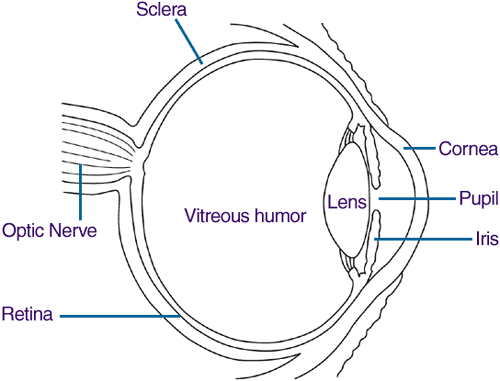 Sclera
Cornea
Lens
Pupil
Vitreous humor
Optic Nerve
Iris
Retina